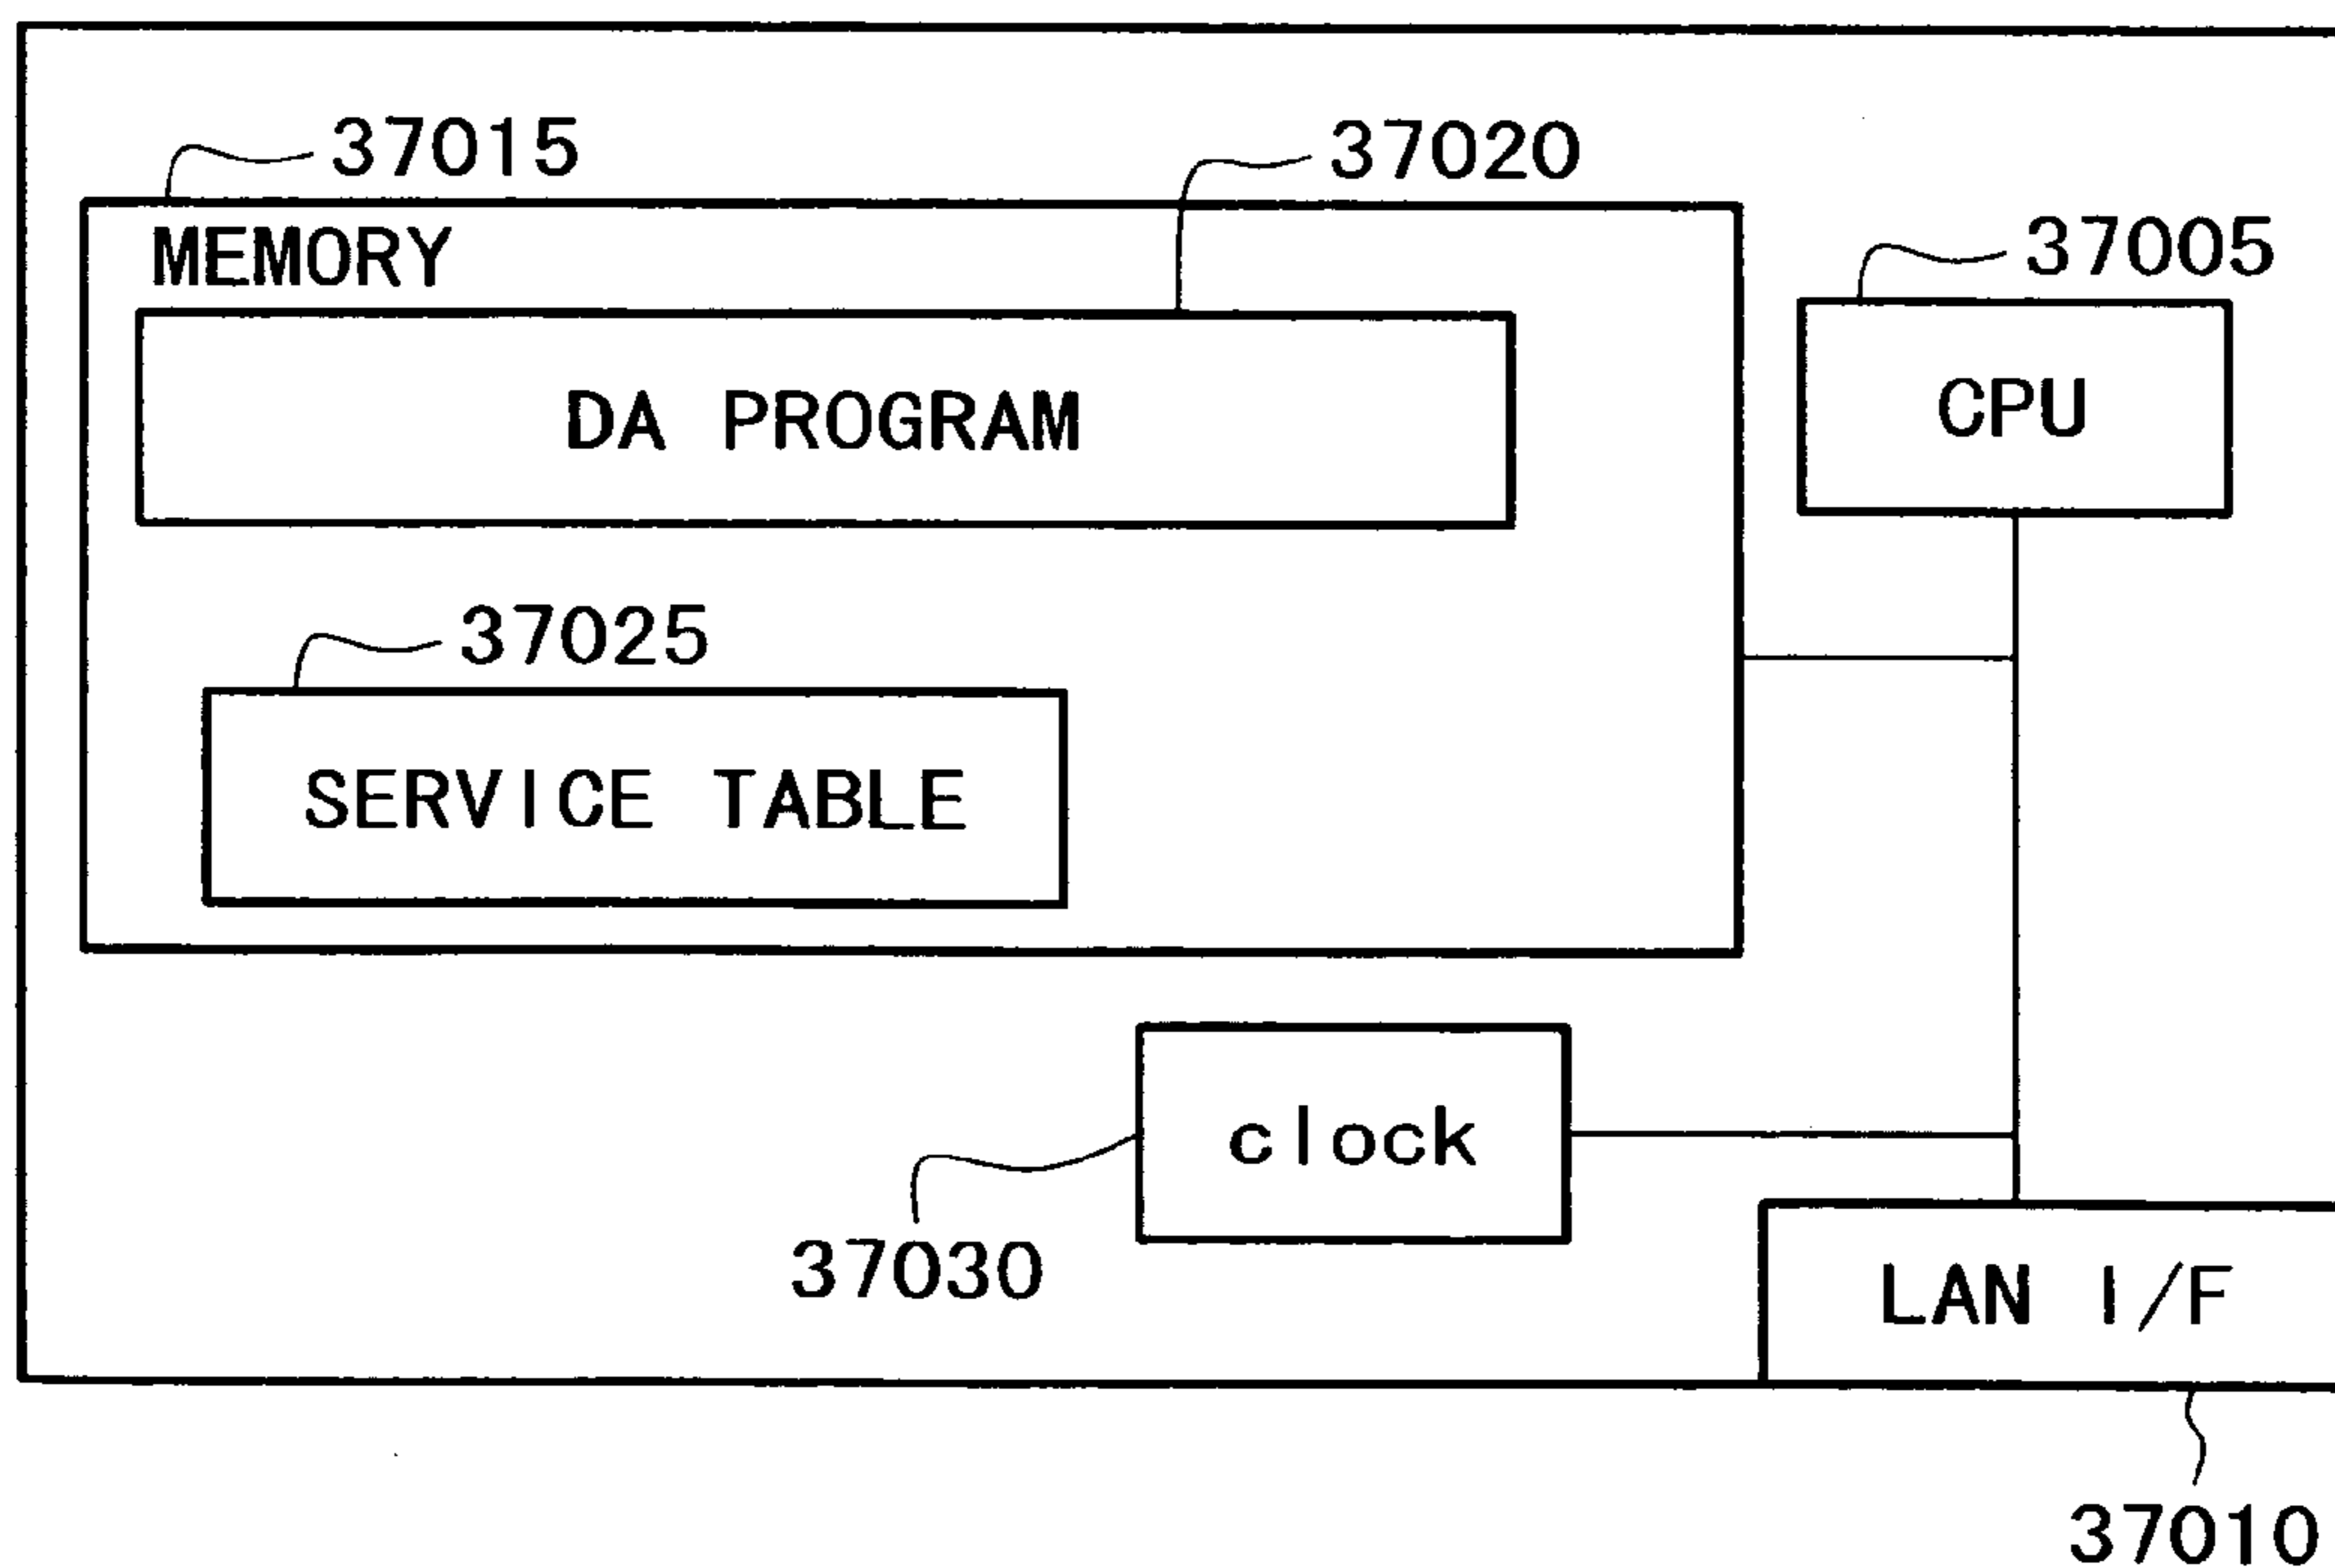 37015
37020
MEMORY
37005
DA PROGRAM
CPU
37025
SERVICE TABLE
clock
37030
LAN I/F
37010